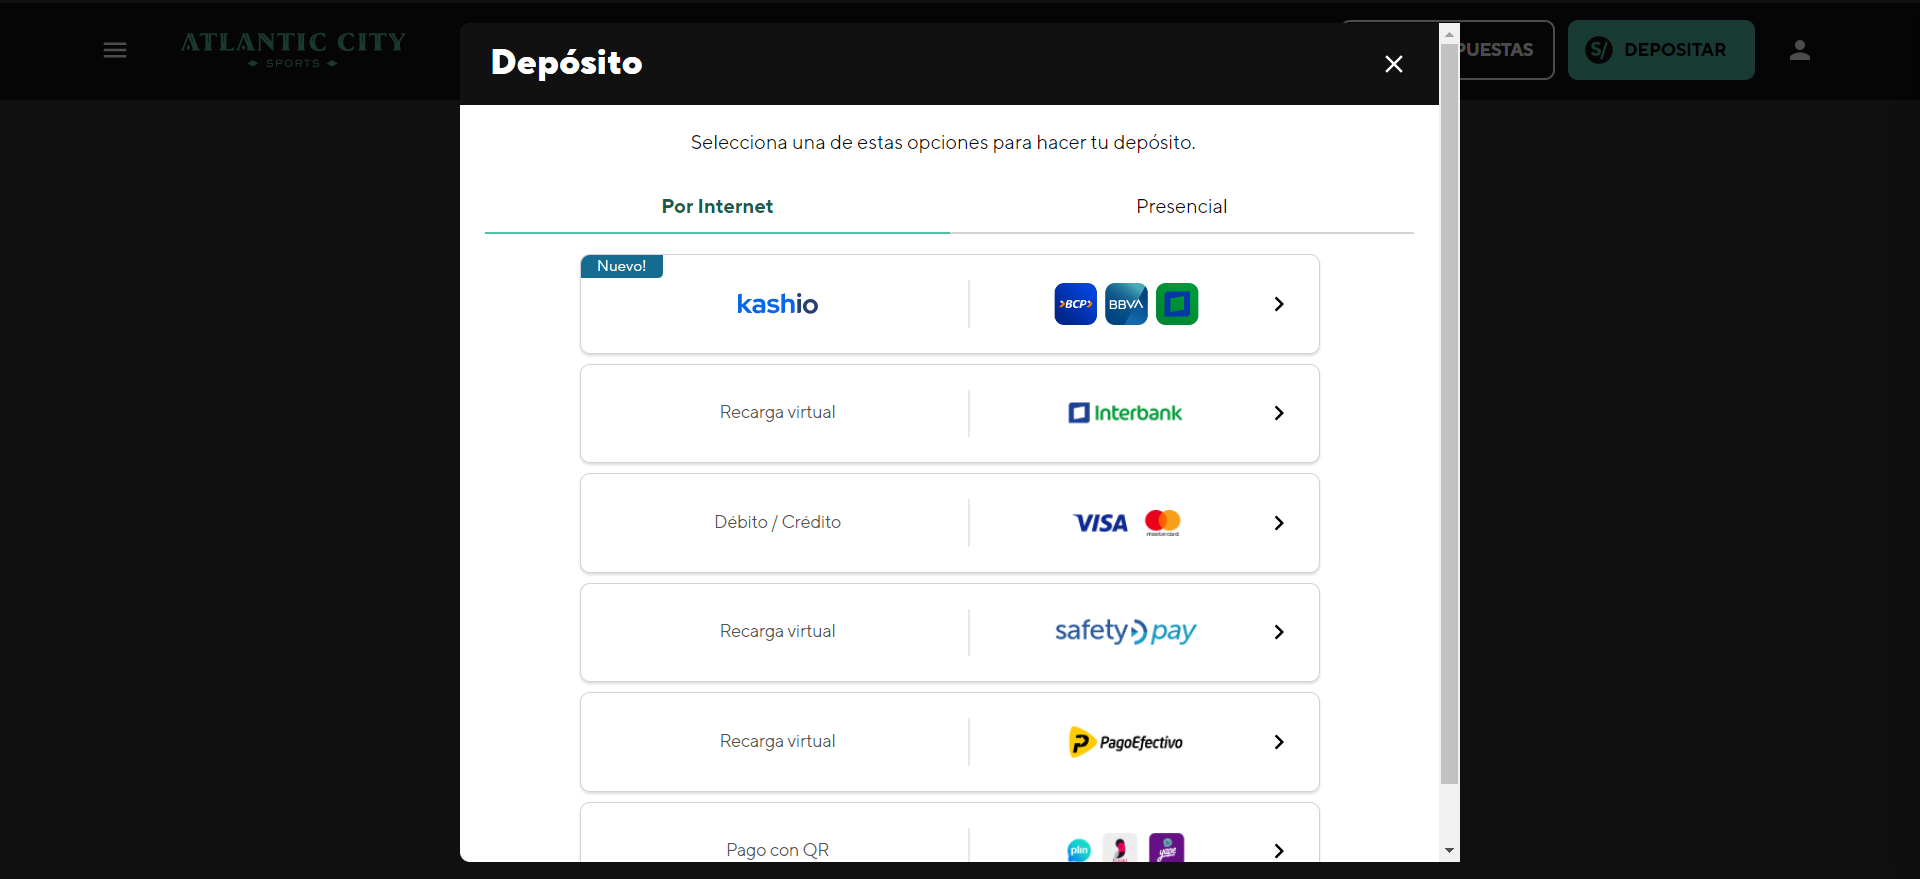 ATLANTIC CITY
SPORTS
PUESTAS
S/ DEPOSITAR
Depósito
Selecciona una de estas opciones para hacer tu depósito.
Por Internet
Presencial
Nuevo!
kashio
BCP
BBVA
Recarga virtual
Interbank
Débito / Crédito
VISA
mastercard
Recarga virtual
safetypay
Recarga virtual
PagoEfectivo
Pago con QR
plin
yape